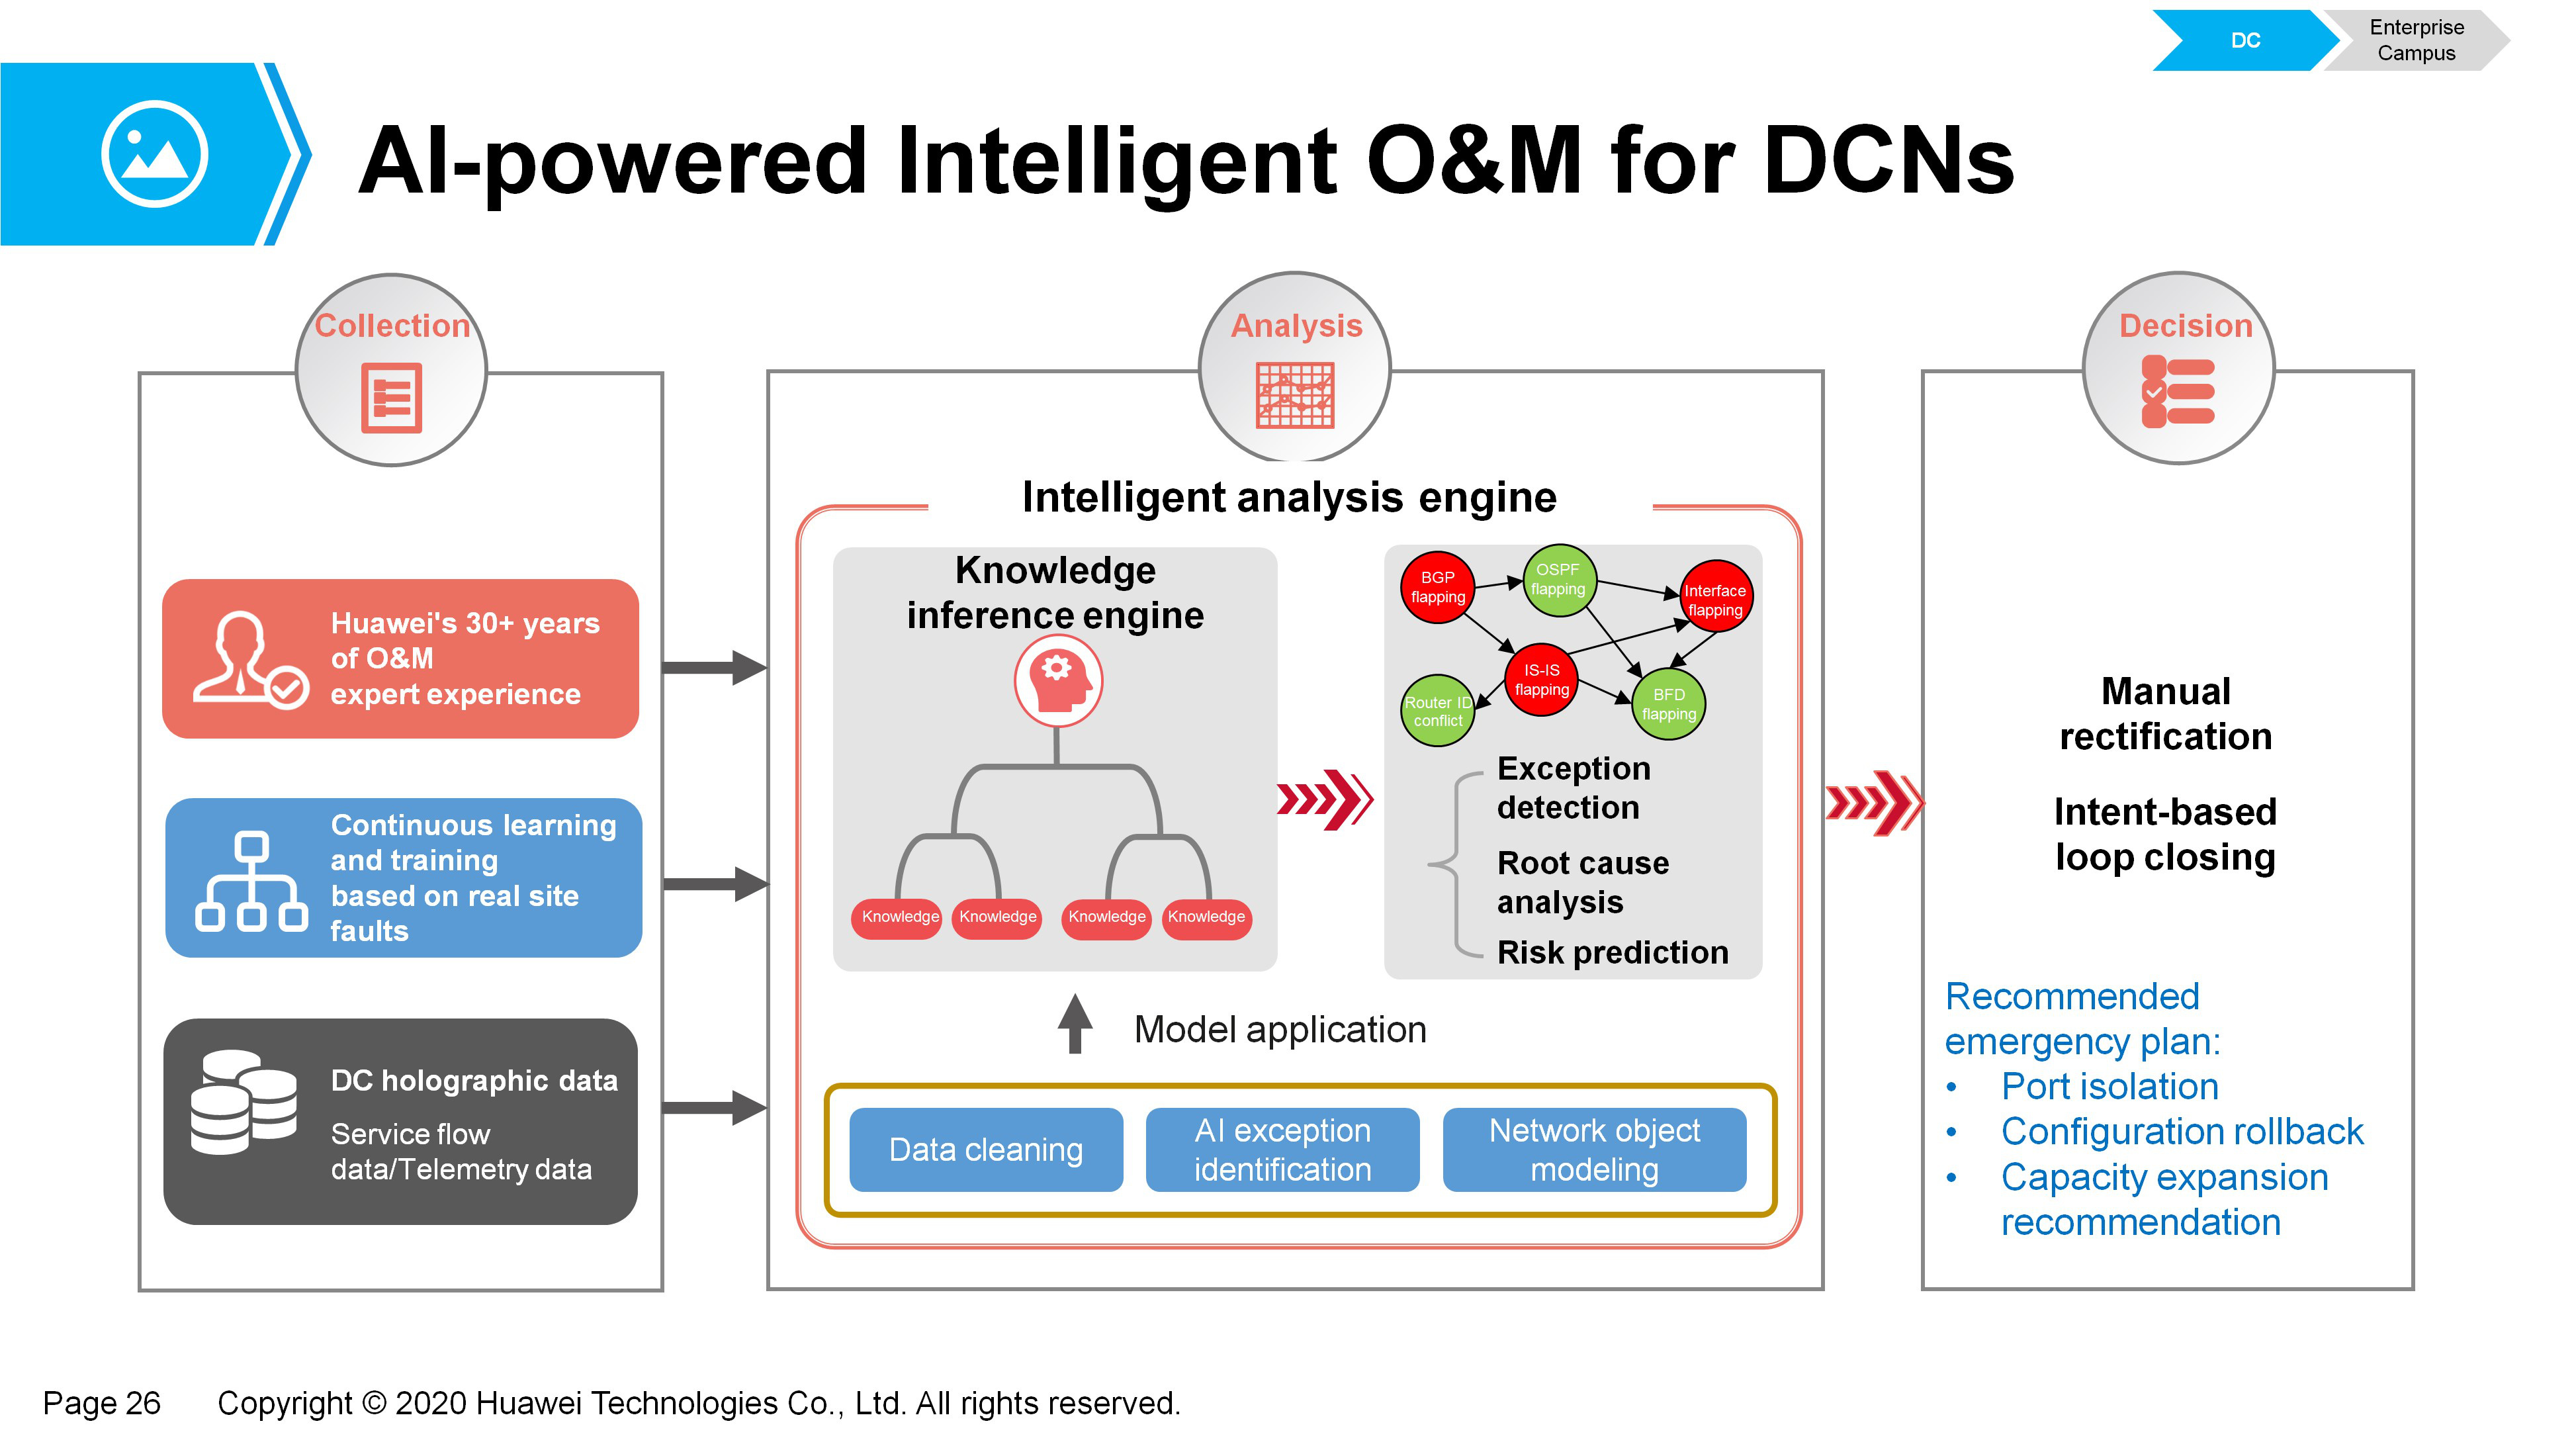 DC
Enterprise
Campus
AI-powered Intelligent O&M for DCNs
Collection
Huawei's 30+ years
of O&M
expert experience
Continuous learning
and training
based on real site
faults
DC holographic data
Service flow
data/Telemetry data
Analysis
Intelligent analysis engine
Knowledge
inference engine
Knowledge
Knowledge
Knowledge
Knowledge
BGP
flapping
OSPF
flapping
Interface
flapping
IS-IS
flapping
Router ID
conflict
BFD
flapping
Exception
detection
Root cause
analysis
Risk prediction
Model application
Data cleaning
AI exception
identification
Network object
modeling
Decision
Manual
rectification
Intent-based
loop closing
Recommended
emergency plan:
• Port isolation
• Configuration rollback
• Capacity expansion
recommendation
Page 26
Copyright © 2020 Huawei Technologies Co., Ltd. All rights reserved.